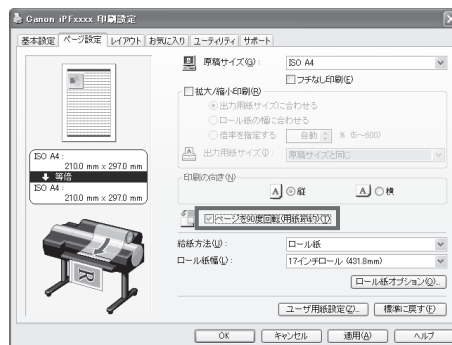 Canon iPFxxxx 印刷設定
基本設定 ページ設定 レイアウト お気に入り ユーティリティ サポート
原稿サイズ(Q): ISO A4
フチなし印刷(E)
拡大/縮小印刷(R)
出力用紙サイズに合わせる
ロール紙の幅に合わせる
倍率を指定する 自動 % (5～600)
出力用紙サイズ(I): 原稿サイズと同じ
ISO A4 :
210.0 mm x 297.0 mm
等倍
ISO A4 :
210.0 mm x 297.0 mm
印刷の向き(N)
A 縦 A 横
ページを90度回転(用紙節約)(T)
給紙方法(U): ロール紙
ロール紙幅(L): 17インチロール (431.8mm)
ロール紙オプション(O)...
ユーザ用紙設定(Z)... 標準に戻す(F)
R
OK キャンセル 適用(A) ヘルプ